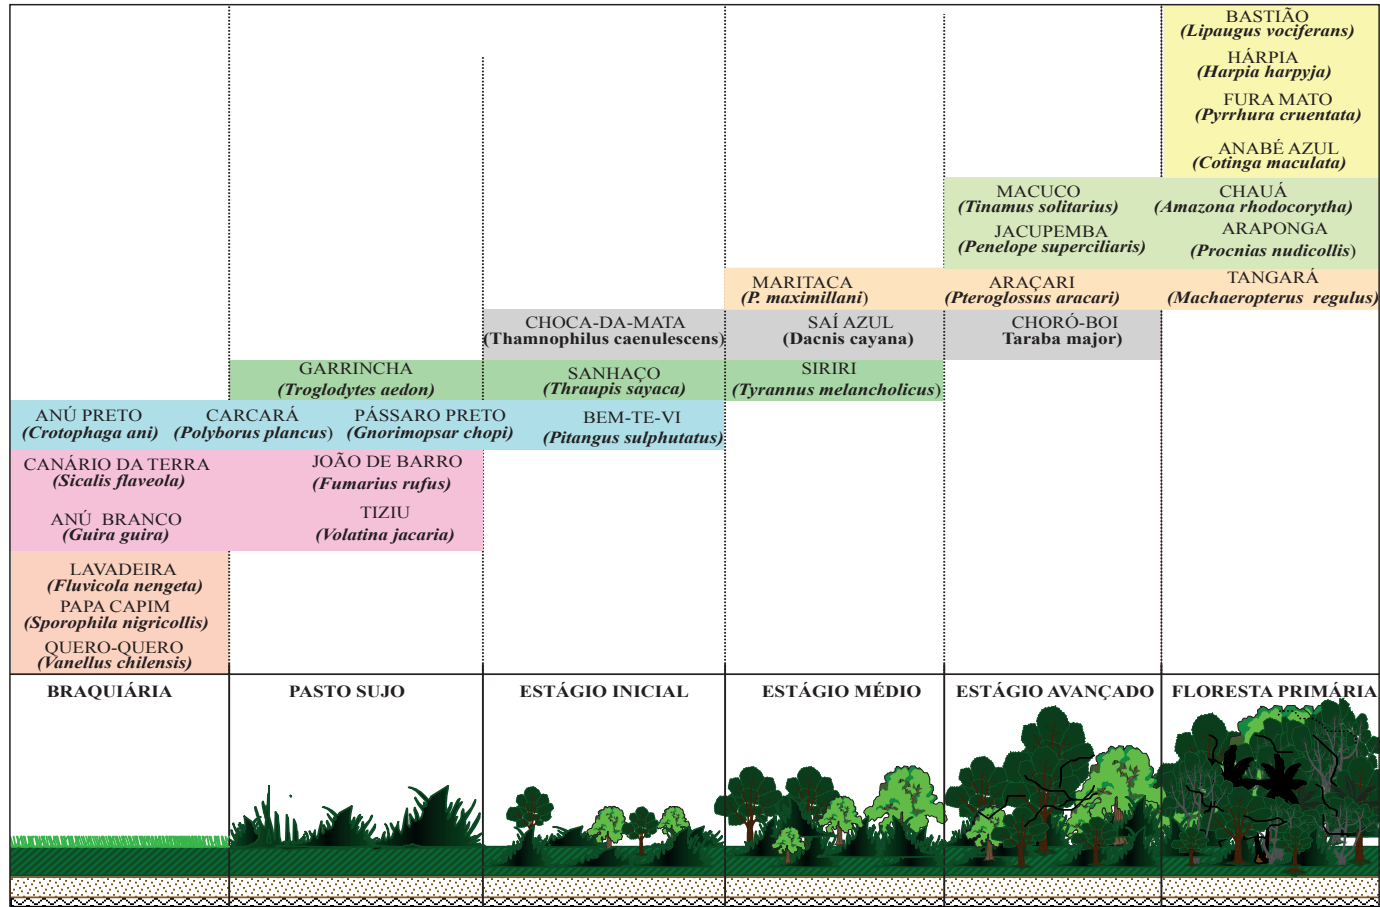 BASTIÃO
(Lipaugus vociferans)
HÁRPIA
(Harpia harpyja)
FURA MATO
(Pyrrhura cruentata)
ANABÉ AZUL
(Cotinga maculata)
MACUCO
(Tinamus solitarius)
CHAUÁ
(Amazona rhodocorytha)
JACUPEMBA
(Penelope superciliaris)
ARAPONGA
(Procnias nudicollis)
MARITACA
(P. maximillani)
ARAÇARI
(Pteroglossus aracari)
TANGARÁ
(Machaeropterus regulus)
CHOCA-DA-MATA
(Thamnophilus caenulescens)
SAÍ AZUL
(Dacnis cayana)
CHORÓ-BOI
Taraba major)
GARRINCHA
(Troglodytes aedon)
SANHAÇO
(Thraupis sayaca)
SIRIRI
(Tyrannus melancholicus)
ANÚ PRETO
(Crotophaga ani)
CARCARÁ
(Polyborus plancus)
PÁSSARO PRETO
(Gnorimopsar chopi)
BEM-TE-VI
(Pitangus sulphutatus)
CANÁRIO DA TERRA
(Sicalis flaveola)
JOÃO DE BARRO
(Fumarius rufus)
ANÚ BRANCO
(Guira guira)
TIZIU
(Volatina jacaria)
LAVADEIRA
(Fluvicola nengeta)
PAPA CAPIM
(Sporophila nigricollis)
QUERO-QUERO
(Vanellus chilensis)
BRAQUIÁRIA
PASTO SUJO
ESTÁGIO INICIAL
ESTÁGIO MÉDIO
ESTÁGIO AVANÇADO
FLORESTA PRIMÁRIA